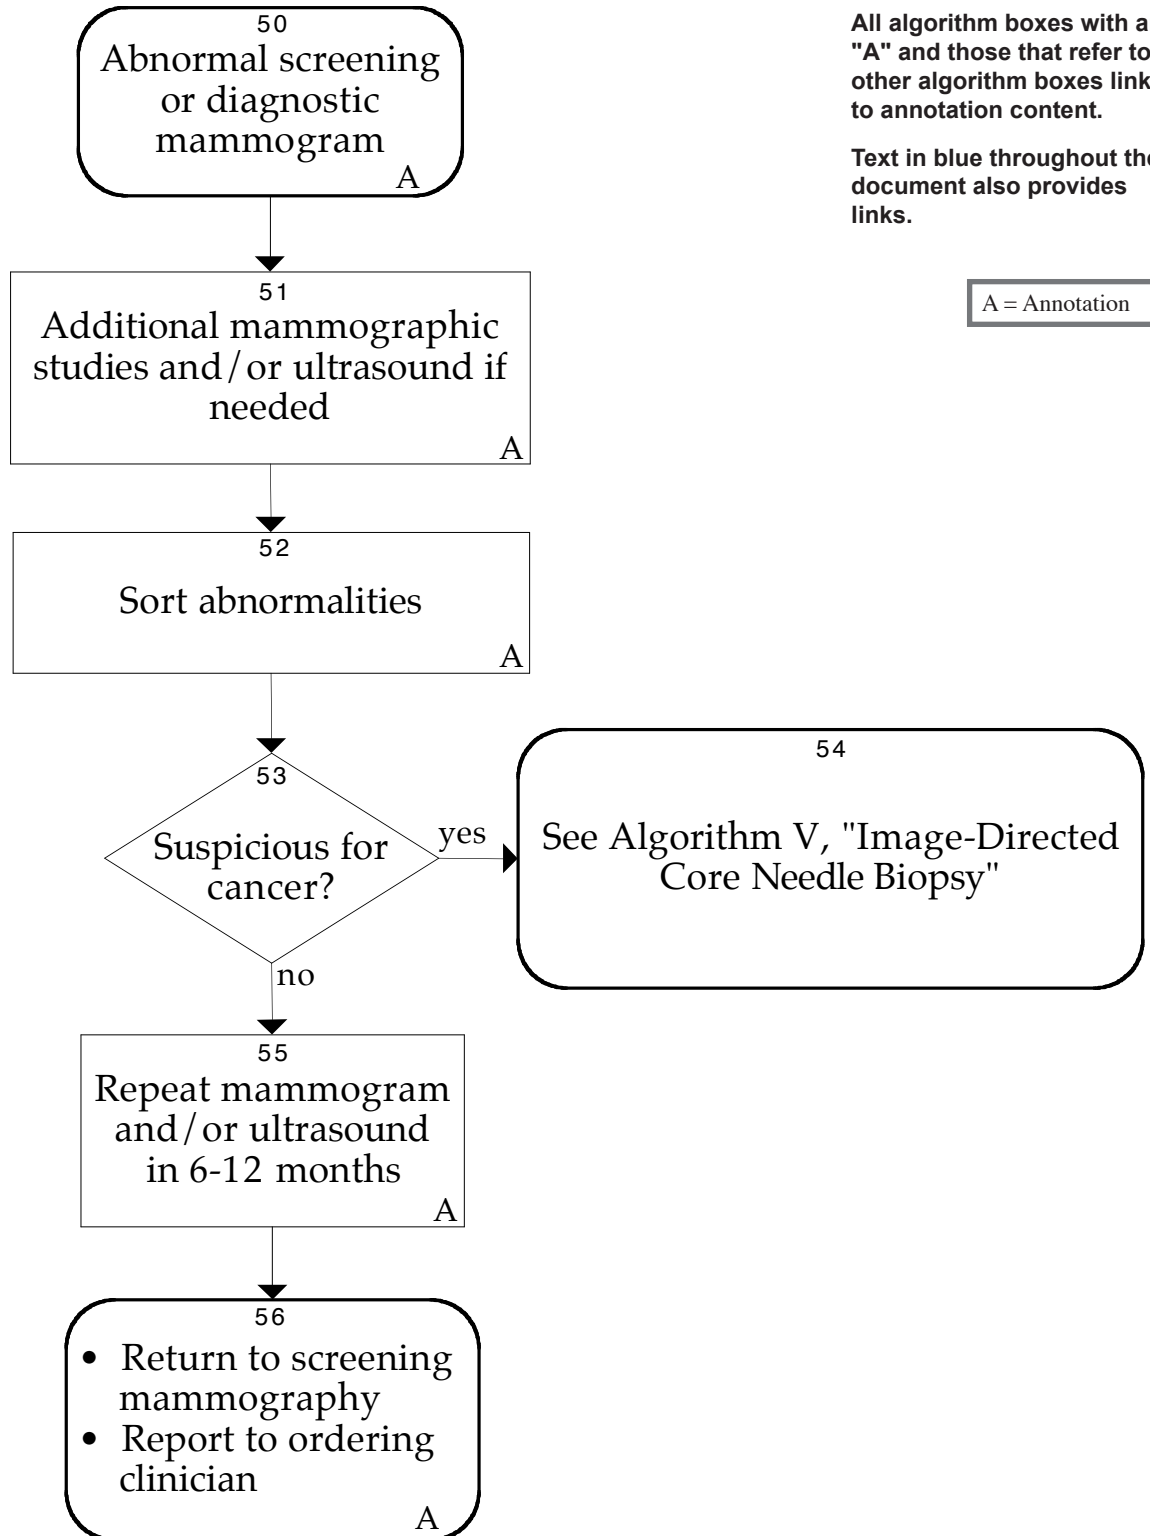 50
Abnormal screening
or diagnostic
mammogram
A
All algorithm boxes with a
"A" and those that refer to
other algorithm boxes link
to annotation content.
Text in blue throughout the
document also provides
links.
A = Annotation
51
Additional mammographic
studies and/or ultrasound if
needed
A
52
Sort abnormalities
A
53
Suspicious for
cancer?
yes
no
54
See Algorithm V, "Image-Directed
Core Needle Biopsy"
55
Repeat mammogram
and/or ultrasound
in 6-12 months
A
56
• Return to screening
mammography
• Report to ordering
clinician
A